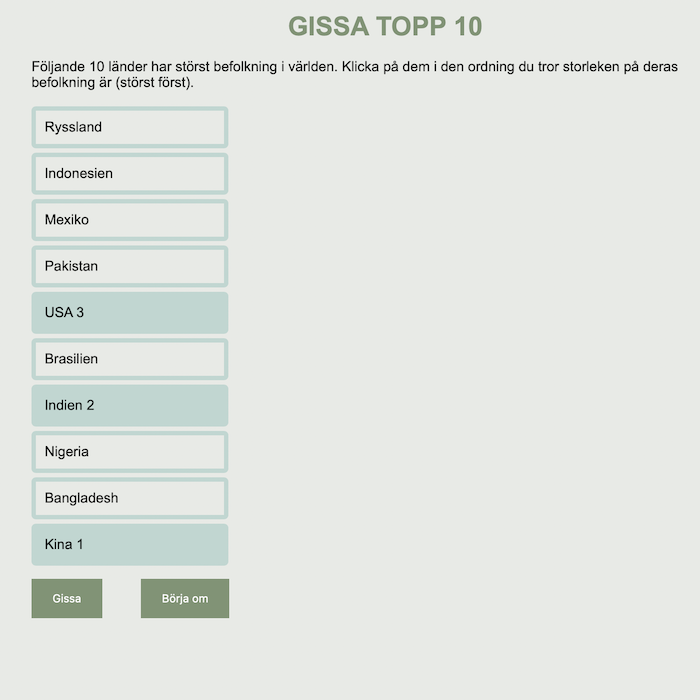 GISSA TOPP 10
Följande 10 länder har störst befolkning i världen. Klicka på dem i den ordning du tror storleken på deras
befolkning är (störst först).
Ryssland
Indonesien
Mexiko
Pakistan
USA 3
Brasilien
Indien 2
Nigeria
Bangladesh
Kina 1
Gissa
Börja om